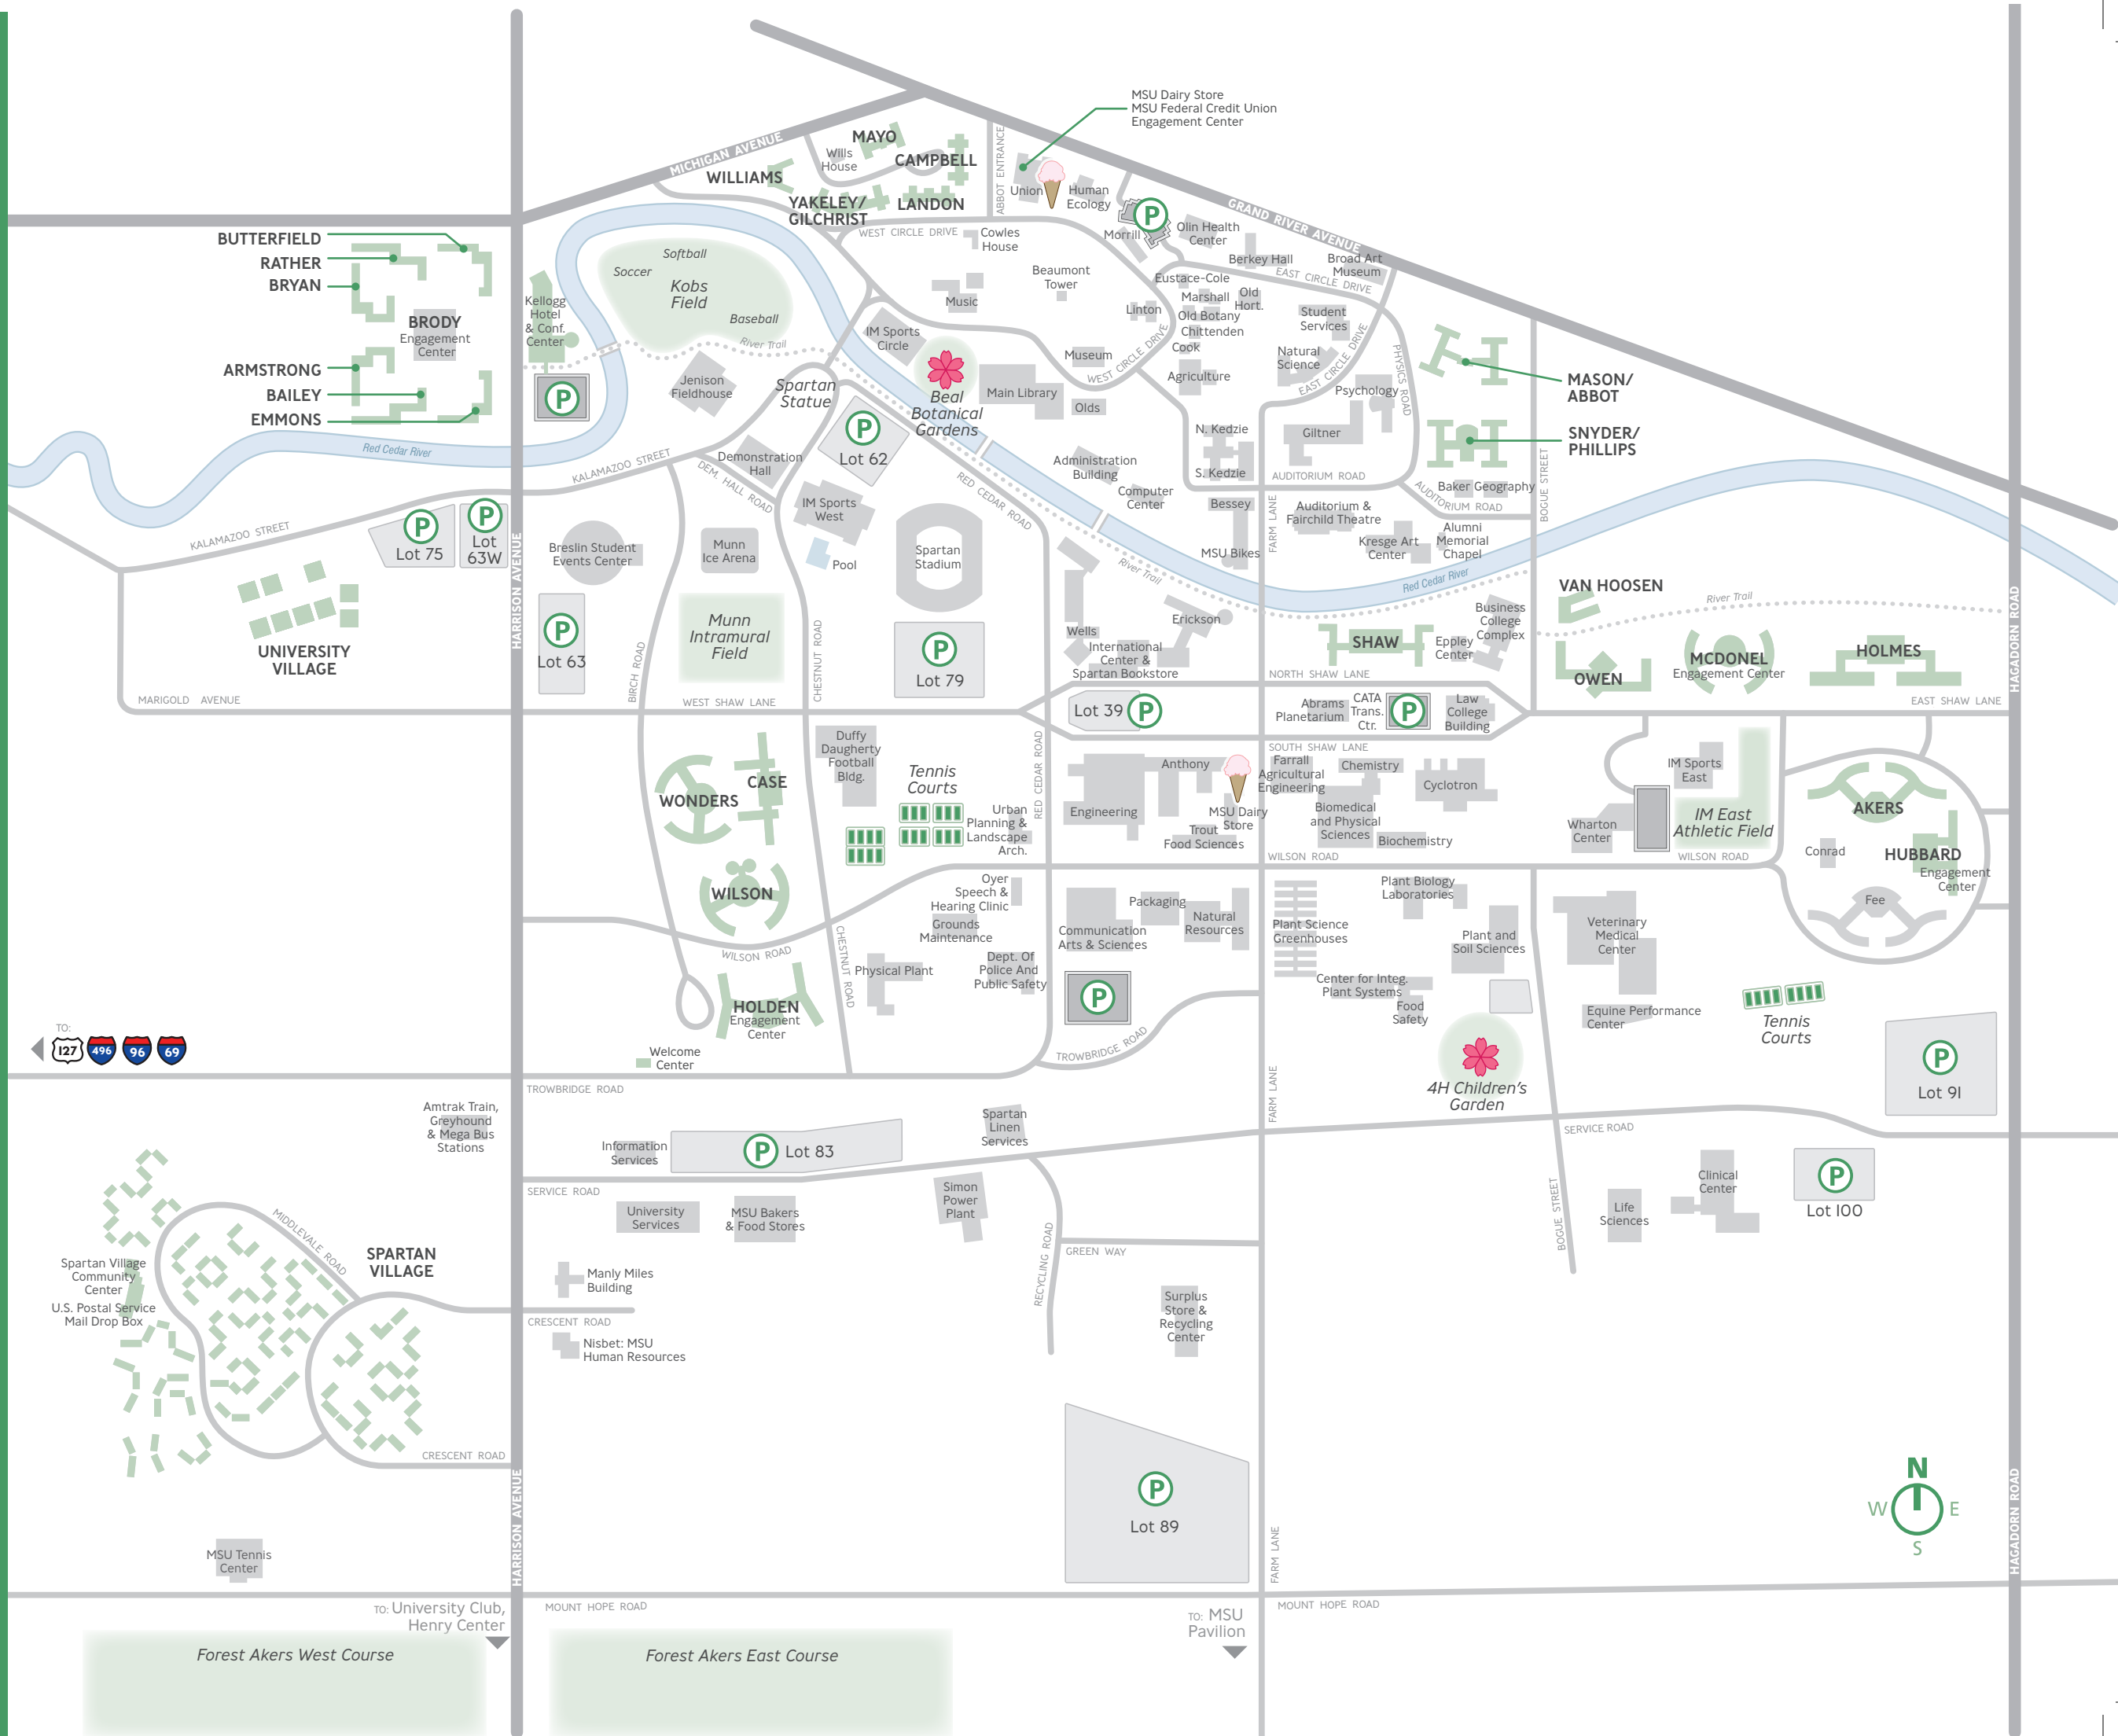 MSU Dairy Store
MSU Federal Credit Union
Engagement Center
MICHIGAN AVENUE
MAYO
Wills
House
CAMPBELL
WILLIAMS
YAKELEY/
GILCHRIST
LANDON
ABBOT ENTRANCE
Union
Human
Ecology
GRAND RIVER AVENUE
BUTTERFIELD
RATHER
BRYAN
BRODY
Engagement
Center
ARMSTRONG
BAILEY
EMMONS
Kellogg
Hotel
& Conf.
Center
P
Softball
Soccer
Kobs
Field
Baseball
River Trail
WEST CIRCLE DRIVE
Cowles
House
P
Morrill
Olin Health
Center
Berkey Hall
Broad Art
Museum
EAST CIRCLE DRIVE
Beaumont
Tower
Music
Eustace-Cole
Marshall
Old
Hort.
Linton
Old Botany
Chittenden
Cook
Student
Services
IM Sports
Circle
Museum
WEST CIRCLE DRIVE
Agriculture
Natural
Science
EAST CIRCLE DRIVE
PHYSICS ROAD
Psychology
MASON/
ABBOT
SNYDER/
PHILLIPS
Jenison
Fieldhouse
Spartan
Statue
Beal
Botanical
Gardens
Main Library
Olds
P
Lot 62
N. Kedzie
S. Kedzie
Giltner
AUDITORIUM ROAD
Red Cedar River
KALAMAZOO STREET
Demonstration
Hall
DEM. HALL ROAD
IM Sports
West
RED CEDAR ROAD
Administration
Building
Computer
Center
Bessey
FARM LANE
Auditorium &
Fairchild Theatre
Baker
Geography
AUDITORIUM ROAD
BOGUE STREET
Kresge Art
Center
Alumni
Memorial
Chapel
KALAMAZOO STREET
P
Lot 75
P
Lot
63W
HARRISON AVENUE
Breslin Student
Events Center
Munn
Ice Arena
Pool
Spartan
Stadium
MSU Bikes
River Trail
Red Cedar River
UNIVERSITY
VILLAGE
P
Lot 63
BIRCH ROAD
Munn
Intramural
Field
CHESTNUT ROAD
P
Lot 79
Wells
Erickson
International
Center &
Spartan Bookstore
SHAW
Eppley
Center
Business
College
Complex
VAN HOOSEN
River Trail
OWEN
MCDONEL
Engagement Center
HOLMES
HAGADORN ROAD
MARIGOLD AVENUE
WEST SHAW LANE
NORTH SHAW LANE
EAST SHAW LANE
Lot 39
P
Abrams
Planetarium
CATA
Trans.
Ctr.
P
Law
College
Building
SOUTH SHAW LANE
WONDERS
CASE
Duffy
Daugherty
Football
Bldg.
Tennis
Courts
RED CEDAR ROAD
Urban
Planning &
Landscape
Arch.
Engineering
Anthony
MSU Dairy
Store
Trout
Food Sciences
Farrall
Agricultural
Engineering
Chemistry
Cyclotron
Biomedical
and Physical
Sciences
Biochemistry
IM Sports
East
Wharton
Center
IM East
Athletic Field
AKERS
Conrad
HUBBARD
Engagement
Center
Fee
WILSON ROAD
WILSON ROAD
WILSON
Oyer
Speech &
Hearing Clinic
Grounds
Maintenance
WILSON ROAD
CHESTNUT ROAD
Physical Plant
Dept. Of
Police And
Public Safety
Communication
Arts & Sciences
Packaging
Natural
Resources
P
Plant Science
Greenhouses
Plant Biology
Laboratories
Plant and
Soil Sciences
Center for Integ.
Plant Systems
Food
Safety
Veterinary
Medical
Center
Equine Performance
Center
Tennis
Courts
P
Lot 91
HOLDEN
Engagement
Center
Welcome
Center
TO:
127
496
96
69
TROWBRIDGE ROAD
TROWBRIDGE ROAD
FARM LANE
4H Children's
Garden
SERVICE ROAD
Amtrak Train,
Greyhound
& Mega Bus
Stations
Information
Services
P
Lot 83
Spartan
Linen
Services
SERVICE ROAD
University
Services
MSU Bakers
& Food Stores
Simon
Power
Plant
RECYCLING ROAD
GREEN WAY
BOGUE STREET
Life
Sciences
Clinical
Center
P
Lot 100
MIDDLEVALE ROAD
SPARTAN
VILLAGE
Spartan Village
Community
Center
U.S. Postal Service
Mail Drop Box
Manly Miles
Building
CRESCENT ROAD
Nisbet: MSU
Human Resources
Surplus
Store &
Recycling
Center
CRESCENT ROAD
HARRISON AVENUE
P
Lot 89
FARM LANE
N
W
E
S
HAGADORN ROAD
MSU Tennis
Center
TO: University Club,
Henry Center
MOUNT HOPE ROAD
TO: MSU
Pavilion
MOUNT HOPE ROAD
Forest Akers West Course
Forest Akers East Course